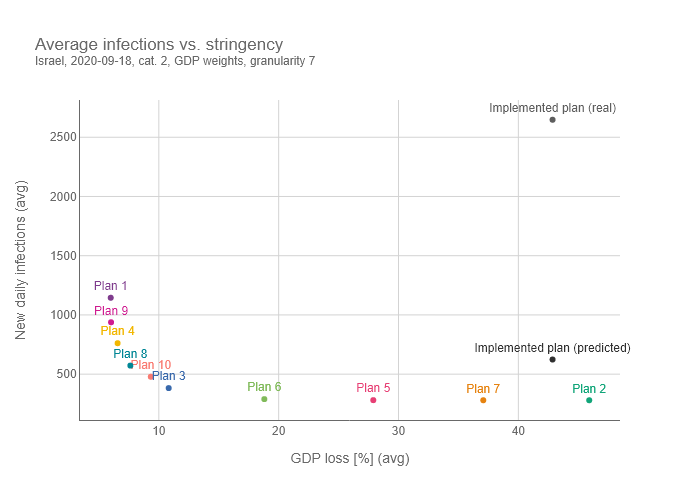 Average infections vs. stringency
Israel, 2020-09-18, cat. 2, GDP weights, granularity 7
Implemented plan (real)
2500
2000
1500
Plan 1
Plan 9
1000
Plan 4
Plan 8
Plan 10
Plan 3
Implemented plan (predicted)
500
Plan 6
Plan 5
Plan 7
Plan 2
10
20
30
40
New daily infections (avg)
GDP loss [%] (avg)